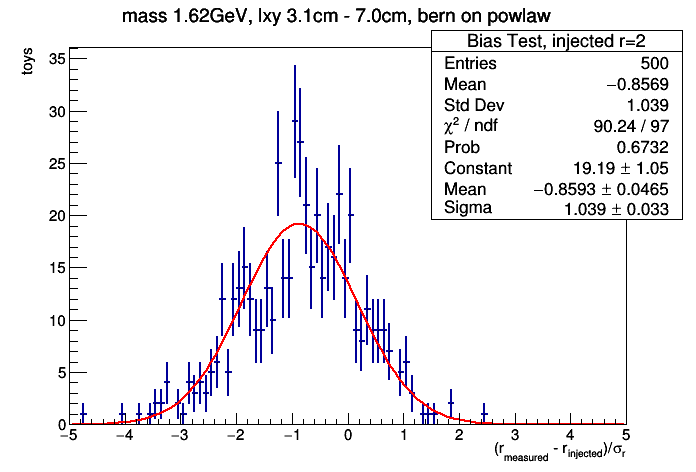 mass 1.62GeV, lxy 3.1cm - 7.0cm, bern on powlaw
Bias Test, injected r=2
Entries 500
Mean −0.8569
Std Dev 1.039
χ² / ndf 90.24 / 97
Prob 0.6732
Constant 19.19 ± 1.05
Mean −0.8593 ± 0.0465
Sigma 1.039 ± 0.033
toys
35
30
25
20
15
10
5
0
−5 −4 −3 −2 −1 0 1 2 3 4 5
(r_measured - r_injected)/σ_r